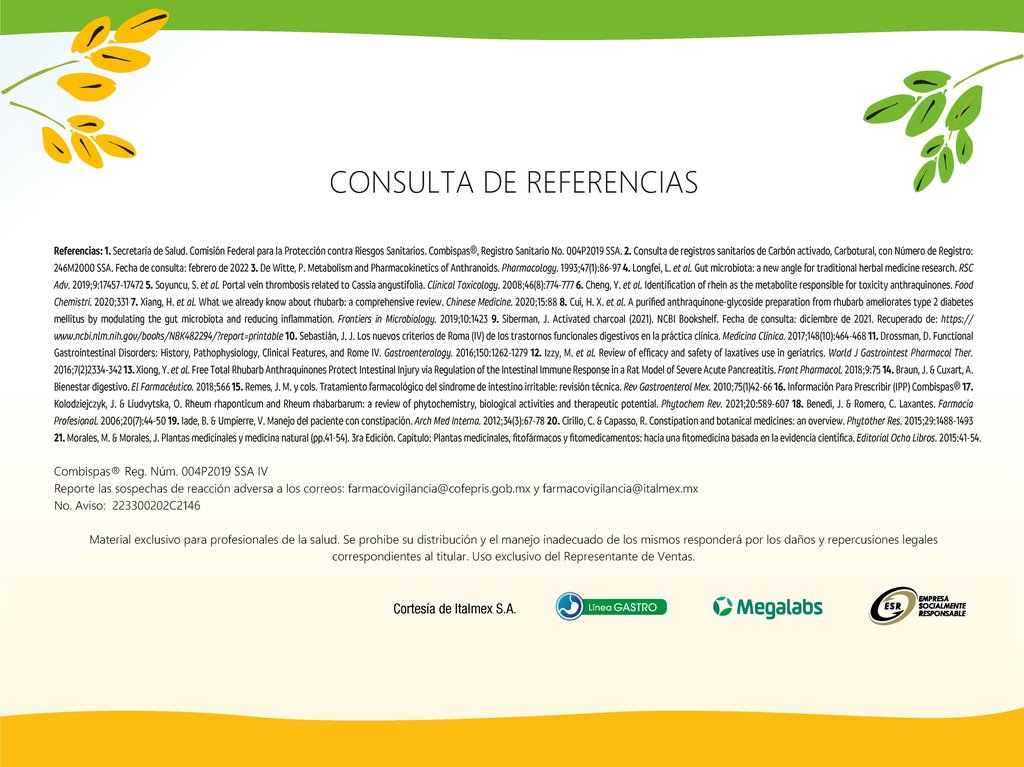 CONSULTA DE REFERENCIAS
Referencias: 1. Secretaría de Salud. Comisión Federal para la Protección contra Riesgos Sanitarios. Combispas®, Registro Sanitario No. 004P2019 SSA. 2. Consulta de registros sanitarios de Carbón activado, Carbotural, con Número de Registro:
246M2000 SSA. Fecha de consulta: febrero de 2022 3. De Witte, P. Metabolism and Pharmacokinetics of Anthranoids. Pharmacology. 1993;47(1):86-97 4. Longfei, L. et al. Gut microbiota: a new angle for traditional herbal medicine research. RSC
Adv. 2019;9:17457-17472 5. Soyuncu, S. et al. Portal vein thrombosis related to Cassia angustifolia. Clinical Toxicology. 2008;46(8):774-777 6. Cheng, Y. et al. Identification of rhein as the metabolite responsible for toxicity anthraquinones. Food
Chemistri. 2020;331 7. Xiang, H. et al. What we already know about rhubarb: a comprehensive review. Chinese Medicine. 2020;15:88 8. Cui, H. X. et al. A purified anthraquinone-glycoside preparation from rhubarb ameliorates type 2 diabetes
mellitus by modulating the gut microbiota and reducing inflammation. Frontiers in Microbiology. 2019;10:1423 9. Siberman, J. Activated charcoal (2021). NCBI Bookshelf. Fecha de consulta: diciembre de 2021. Recuperado de: https://
www.ncbi.nlm.nih.gov/books/NBK482294/?report=printable 10. Sebastián, J. J. Los nuevos criterios de Roma (IV) de los trastornos funcionales digestivos en la práctica clínica. Medicina Clínica. 2017;148(10):464-468 11. Drossman, D. Functional
Gastrointestinal Disorders: History, Pathophysiology, Clinical Features, and Rome IV. Gastroenterology. 2016;150:1262-1279 12. Izzy, M. et al. Review of efficacy and safety of laxatives use in geriatrics. World J Gastrointest Pharmacol Ther.
2016;7(2)2334-342 13. Xiong, Y. et al. Free Total Rhubarb Anthraquinones Protect Intestinal Injury via Regulation of the Intestinal Immune Response in a Rat Model of Severe Acute Pancreatitis. Front Pharmacol. 2018;9:75 14. Braun, J. & Cuxart, A.
Bienestar digestivo. El Farmacéutico. 2018;566 15. Remes, J. M. y cols. Tratamiento farmacológico del síndrome de intestino irritable: revisión técnica. Rev Gastroenterol Mex. 2010;75(1)42-66 16. Información Para Prescribir (IPP) Combispas® 17.
Kolodziejczyk, J. & Liudvytska, O. Rheum rhaponticum and Rheum rhabarbarum: a review of phytochemistry, biological activities and therapeutic potential. Phytochem Rev. 2021;20:589-607 18. Benedi, J. & Romero, C. Laxantes. Farmacia
Profesional. 2006;20(7):44-50 19. Iade, B. & Umpierre, V. Manejo del paciente con constipación. Arch Med Interna. 2012;34(3):67-78 20. Cirillo, C. & Capasso, R. Constipation and botanical medicines: an overview. Phytother Res. 2015;29:1488-1493
21. Morales, M. & Morales, J. Plantas medicinales y medicina natural (pp.41-54). 3ra Edición. Capítulo: Plantas medicinales, fitofármacos y fitomedicamentos: hacia una fitomedicina basada en la evidencia científica. Editorial Ocho Libros. 2015:41-54.
Combispas® Reg. Núm. 004P2019 SSA IV
Reporte las sospechas de reacción adversa a los correos: farmacovigilancia@cofepris.gob.mx y farmacovigilancia@italmex.mx
No. Aviso: 223300202C2146
Material exclusivo para profesionales de la salud. Se prohibe su distribución y el manejo inadecuado de los mismos responderá por los daños y repercusiones legales
correspondientes al titular. Uso exclusivo del Representante de Ventas.
Cortesía de Italmex S.A.
Línea GASTRO
Megalabs
ESR
EMPRESA
SOCIALMENTE
RESPONSABLE